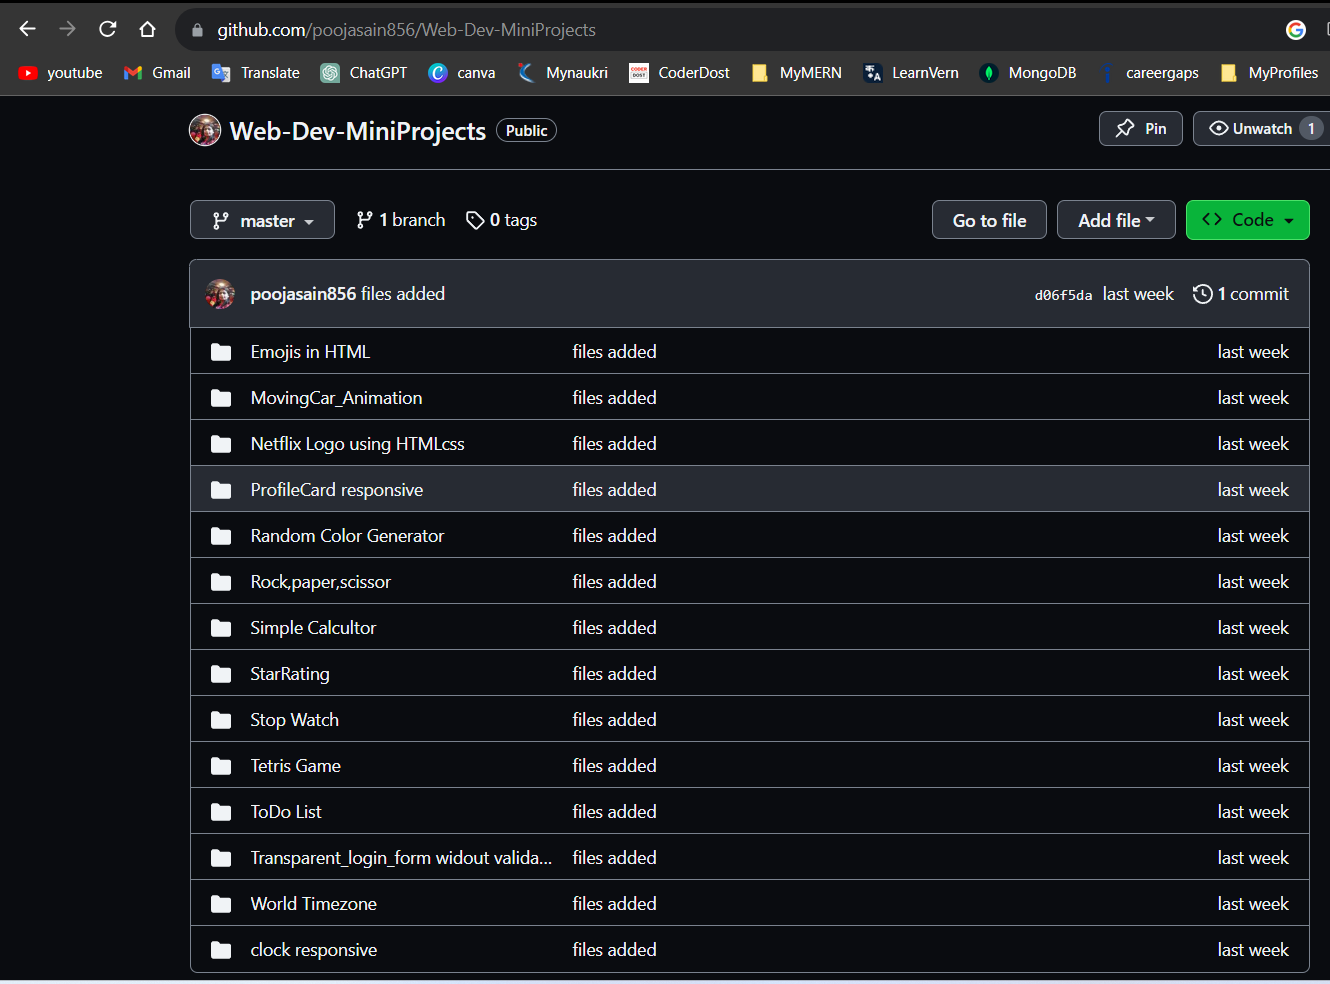 github.com/poojasain856/Web-Dev-MiniProjects
youtube Gmail Translate ChatGPT canva Mynaukri CODER DOST CoderDost MyMERN LearnVern MongoDB careergaps MyProfiles
Web-Dev-MiniProjects Public Pin Unwatch 1
master 1 branch 0 tags Go to file Add file Code
poojasain856 files added d06f5da last week 1 commit
Emojis in HTML files added last week
MovingCar_Animation files added last week
Netflix Logo using HTMLcss files added last week
ProfileCard responsive files added last week
Random Color Generator files added last week
Rock,paper,scissor files added last week
Simple Calcultor files added last week
StarRating files added last week
Stop Watch files added last week
Tetris Game files added last week
ToDo List files added last week
Transparent_login_form widout valida... files added last week
World Timezone files added last week
clock responsive files added last week